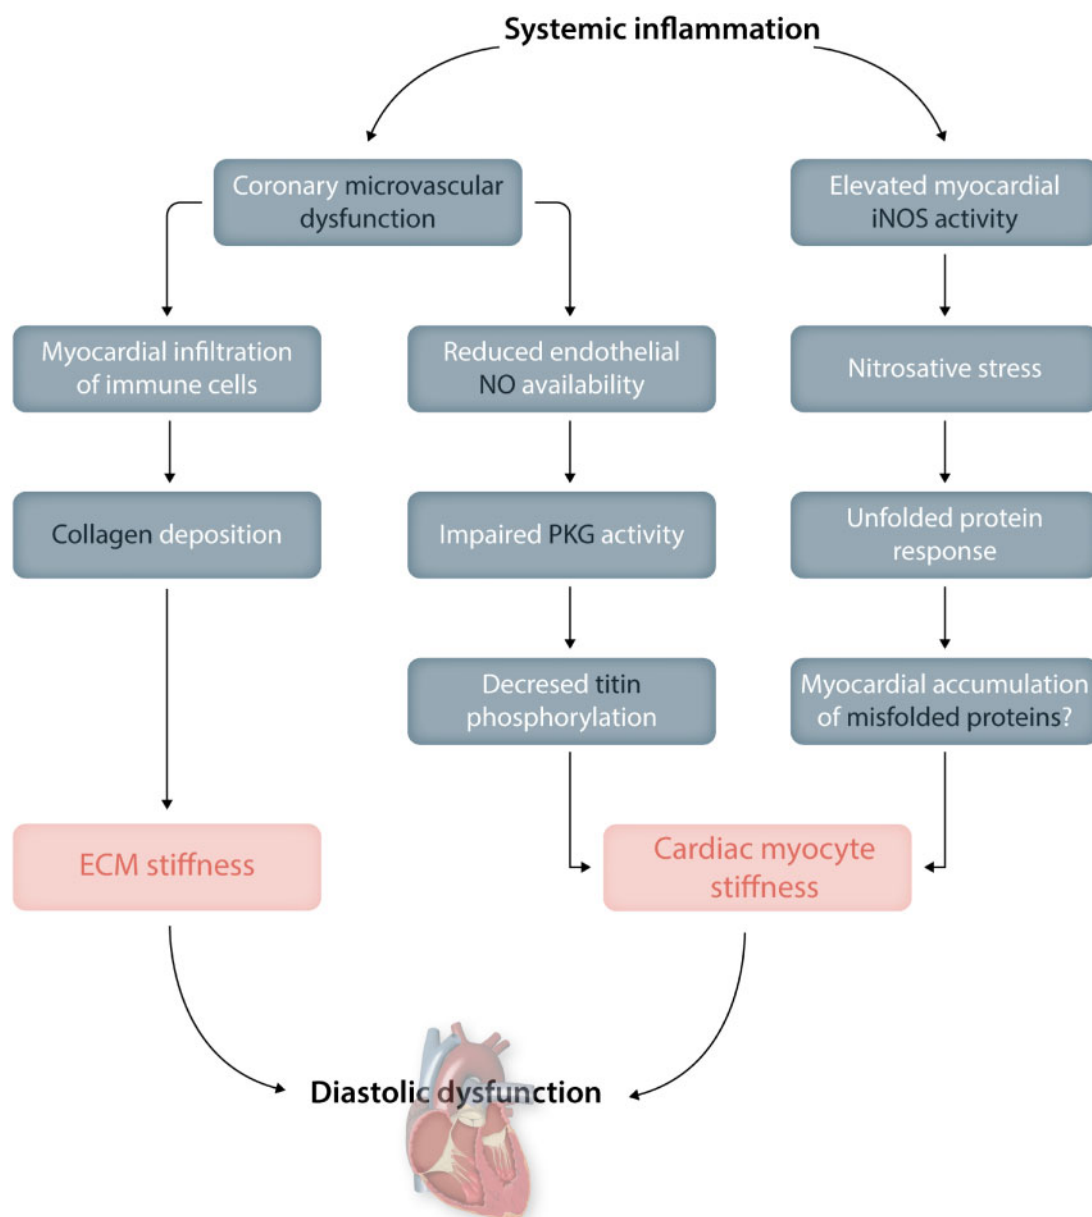 Systemic inflammation
Coronary microvascular
dysfunction
Elevated myocardial
iNOS activity
Myocardial infiltration
of immune cells
Reduced endothelial
NO availability
Nitrosative stress
Collagen deposition
Impaired PKG activity
Unfolded protein
response
Decresed titin
phosphorylation
Myocardial accumulation
of misfolded proteins?
ECM stiffness
Cardiac myocyte
stiffness
Diastolic dysfunction